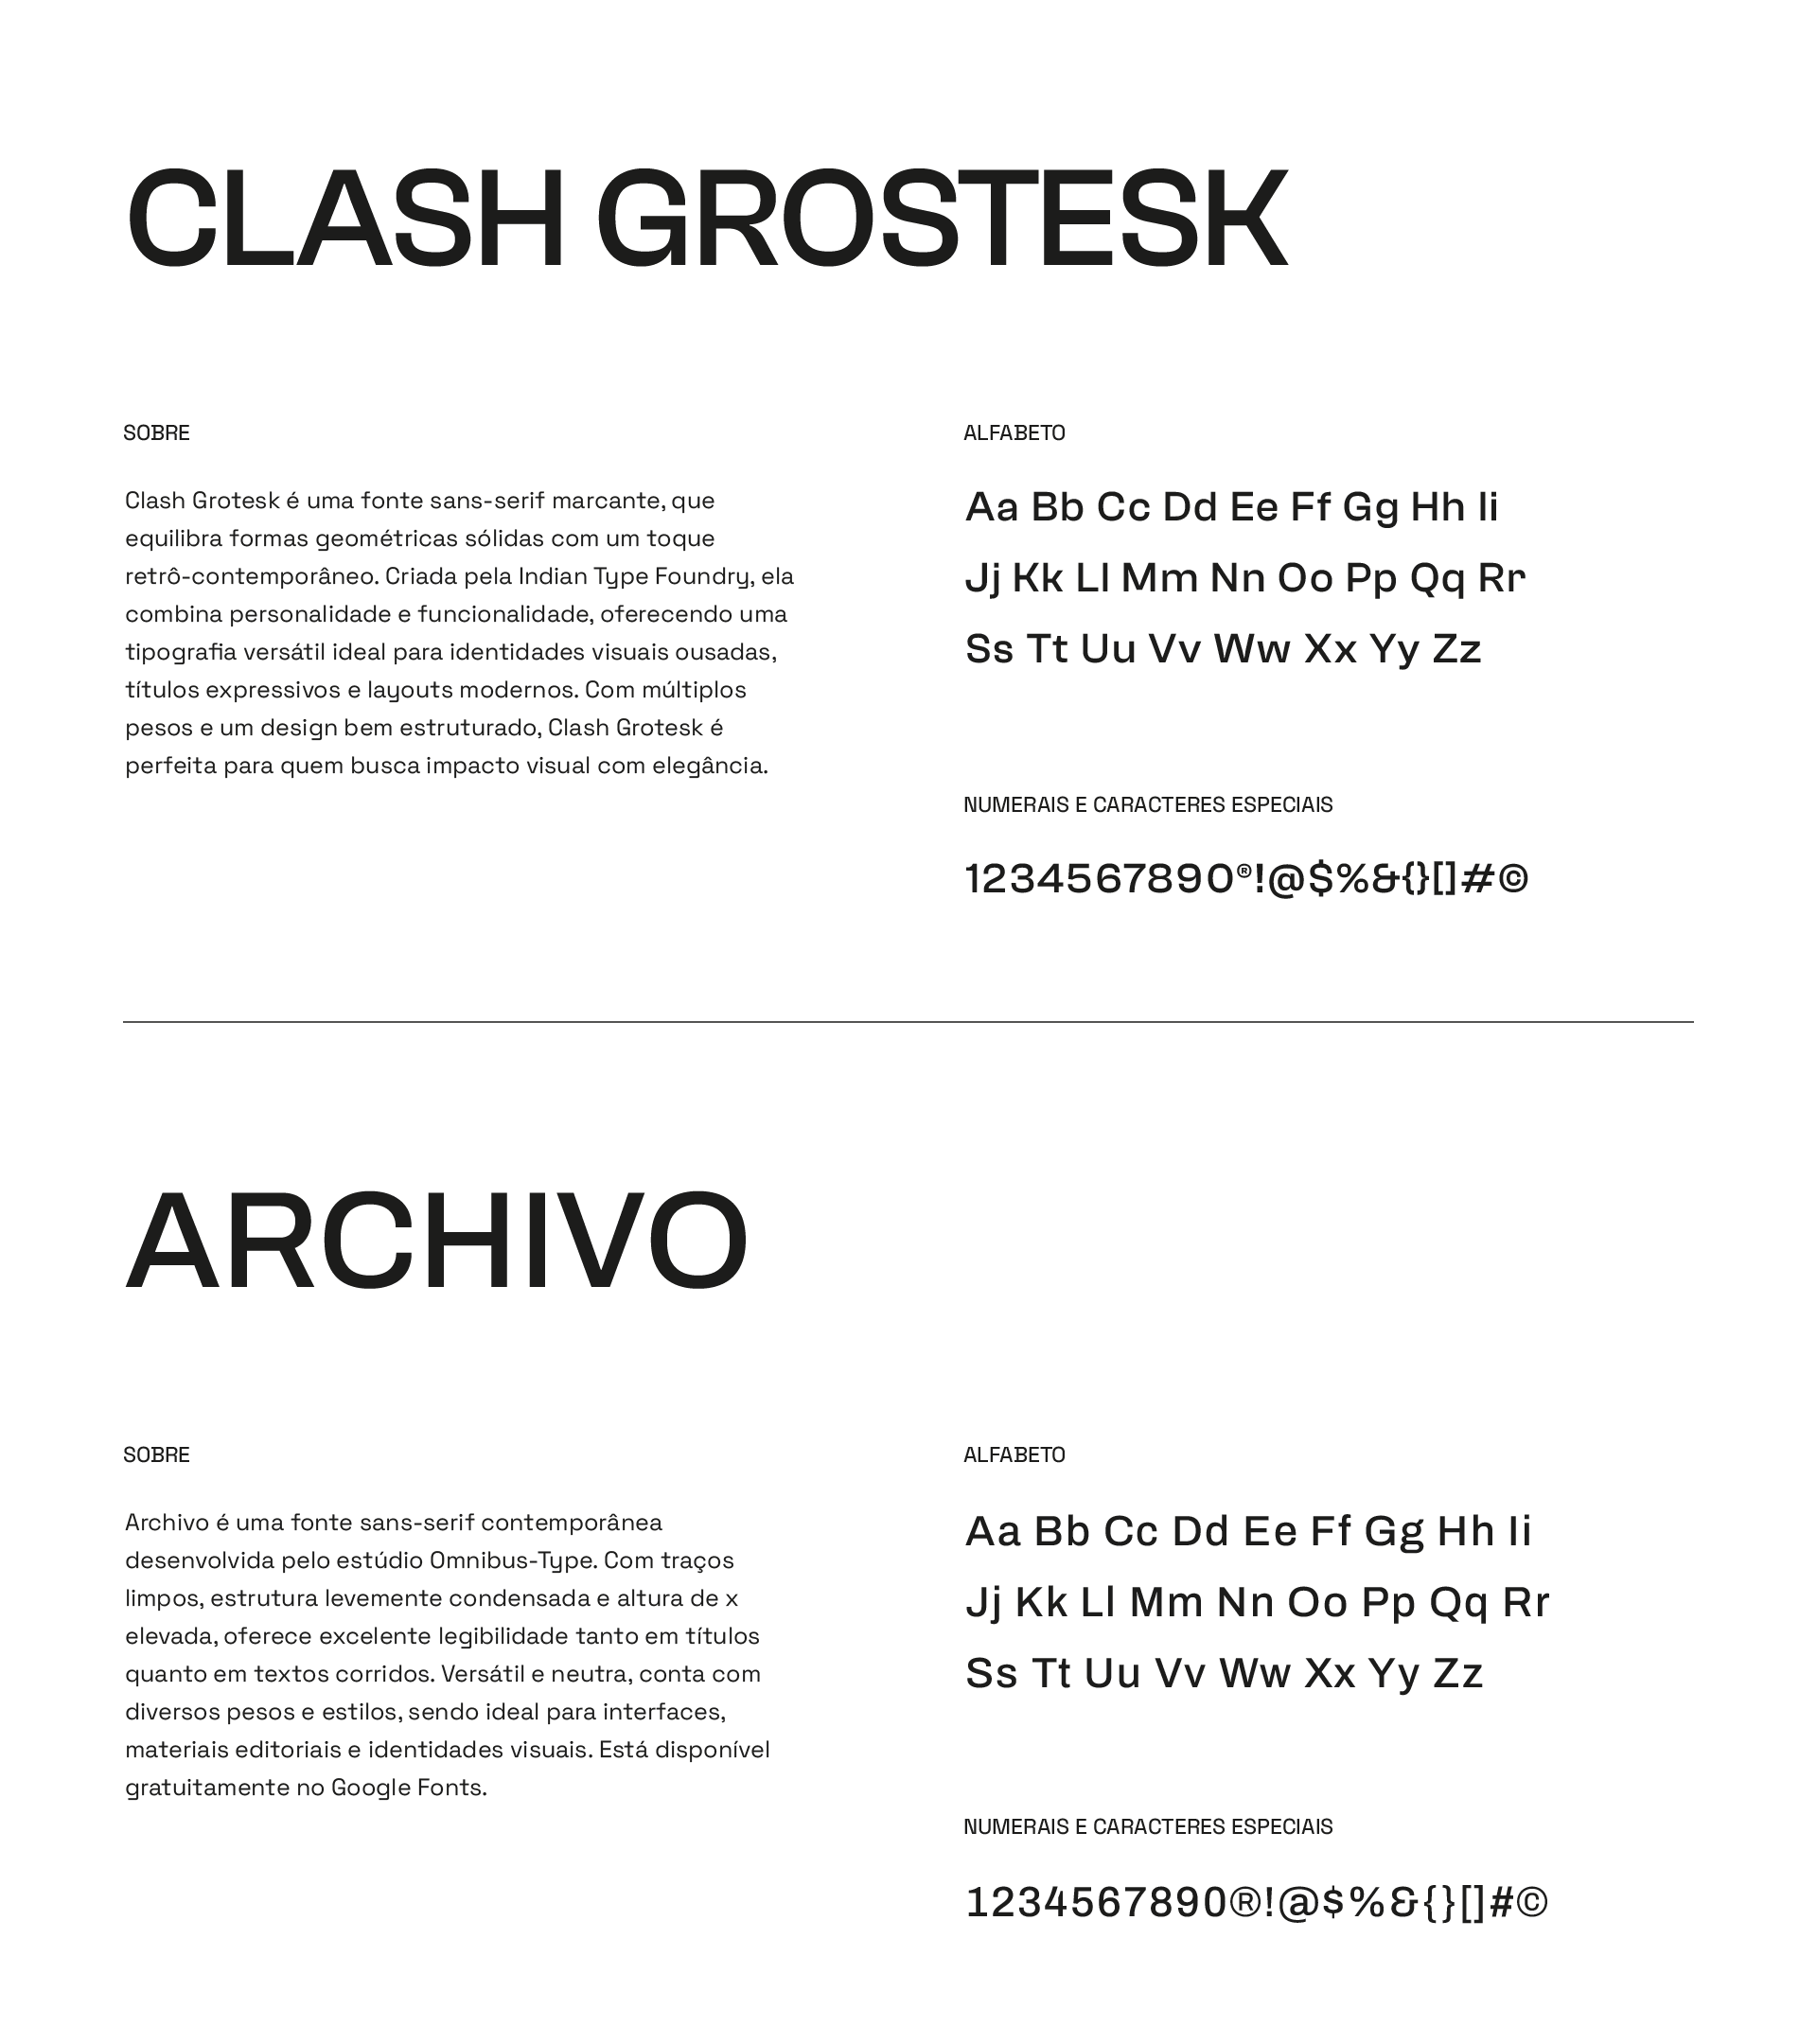 CLASH GROSTESK
SOBRE
Clash Grotesk é uma fonte sans-serif marcante, que
equilibra formas geométricas sólidas com um toque
retrô-contemporâneo. Criada pela Indian Type Foundry, ela
combina personalidade e funcionalidade, oferecendo uma
tipografia versátil ideal para identidades visuais ousadas,
títulos expressivos e layouts modernos. Com múltiplos
pesos e um design bem estruturado, Clash Grotesk é
perfeita para quem busca impacto visual com elegância.
ALFABETO
Aa Bb Cc Dd Ee Ff Gg Hh Ii
Jj Kk Ll Mm Nn Oo Pp Qq Rr
Ss Tt Uu Vv Ww Xx Yy Zz
NUMERAIS E CARACTERES ESPECIAIS
1234567890®!@$%&{}[]#©
ARCHIVO
SOBRE
Archivo é uma fonte sans-serif contemporânea
desenvolvida pelo estúdio Omnibus-Type. Com traços
limpos, estrutura levemente condensada e altura de x
elevada, oferece excelente legibilidade tanto em títulos
quanto em textos corridos. Versátil e neutra, conta com
diversos pesos e estilos, sendo ideal para interfaces,
materiais editoriais e identidades visuais. Está disponível
gratuitamente no Google Fonts.
ALFABETO
Aa Bb Cc Dd Ee Ff Gg Hh Ii
Jj Kk Ll Mm Nn Oo Pp Qq Rr
Ss Tt Uu Vv Ww Xx Yy Zz
NUMERAIS E CARACTERES ESPECIAIS
1234567890®!@$%&{}[]#©